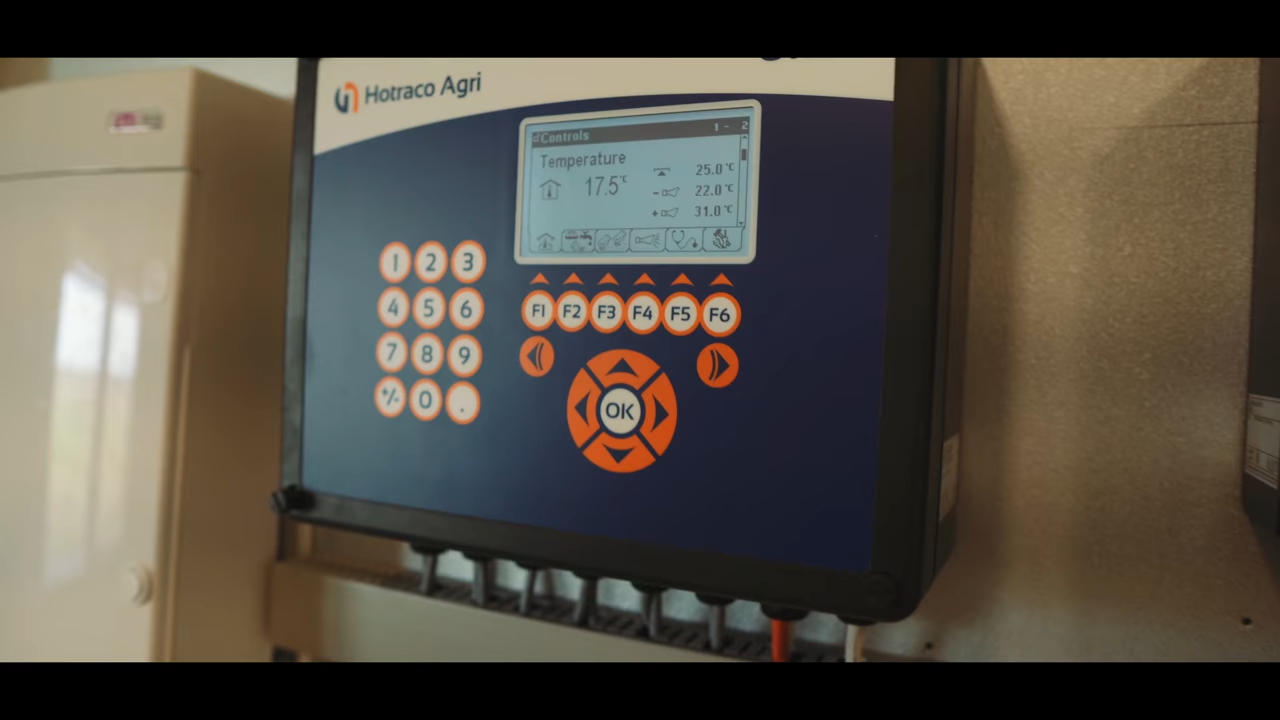 Hotraco Agri
Controls 1 - 2
Temperature
17.5°C
25.0°C
- 22.0°C
+ 31.0°C
1 2 3
4 5 6
7 8 9
+/- 0 .
F1 F2 F3 F4 F5 F6
OK